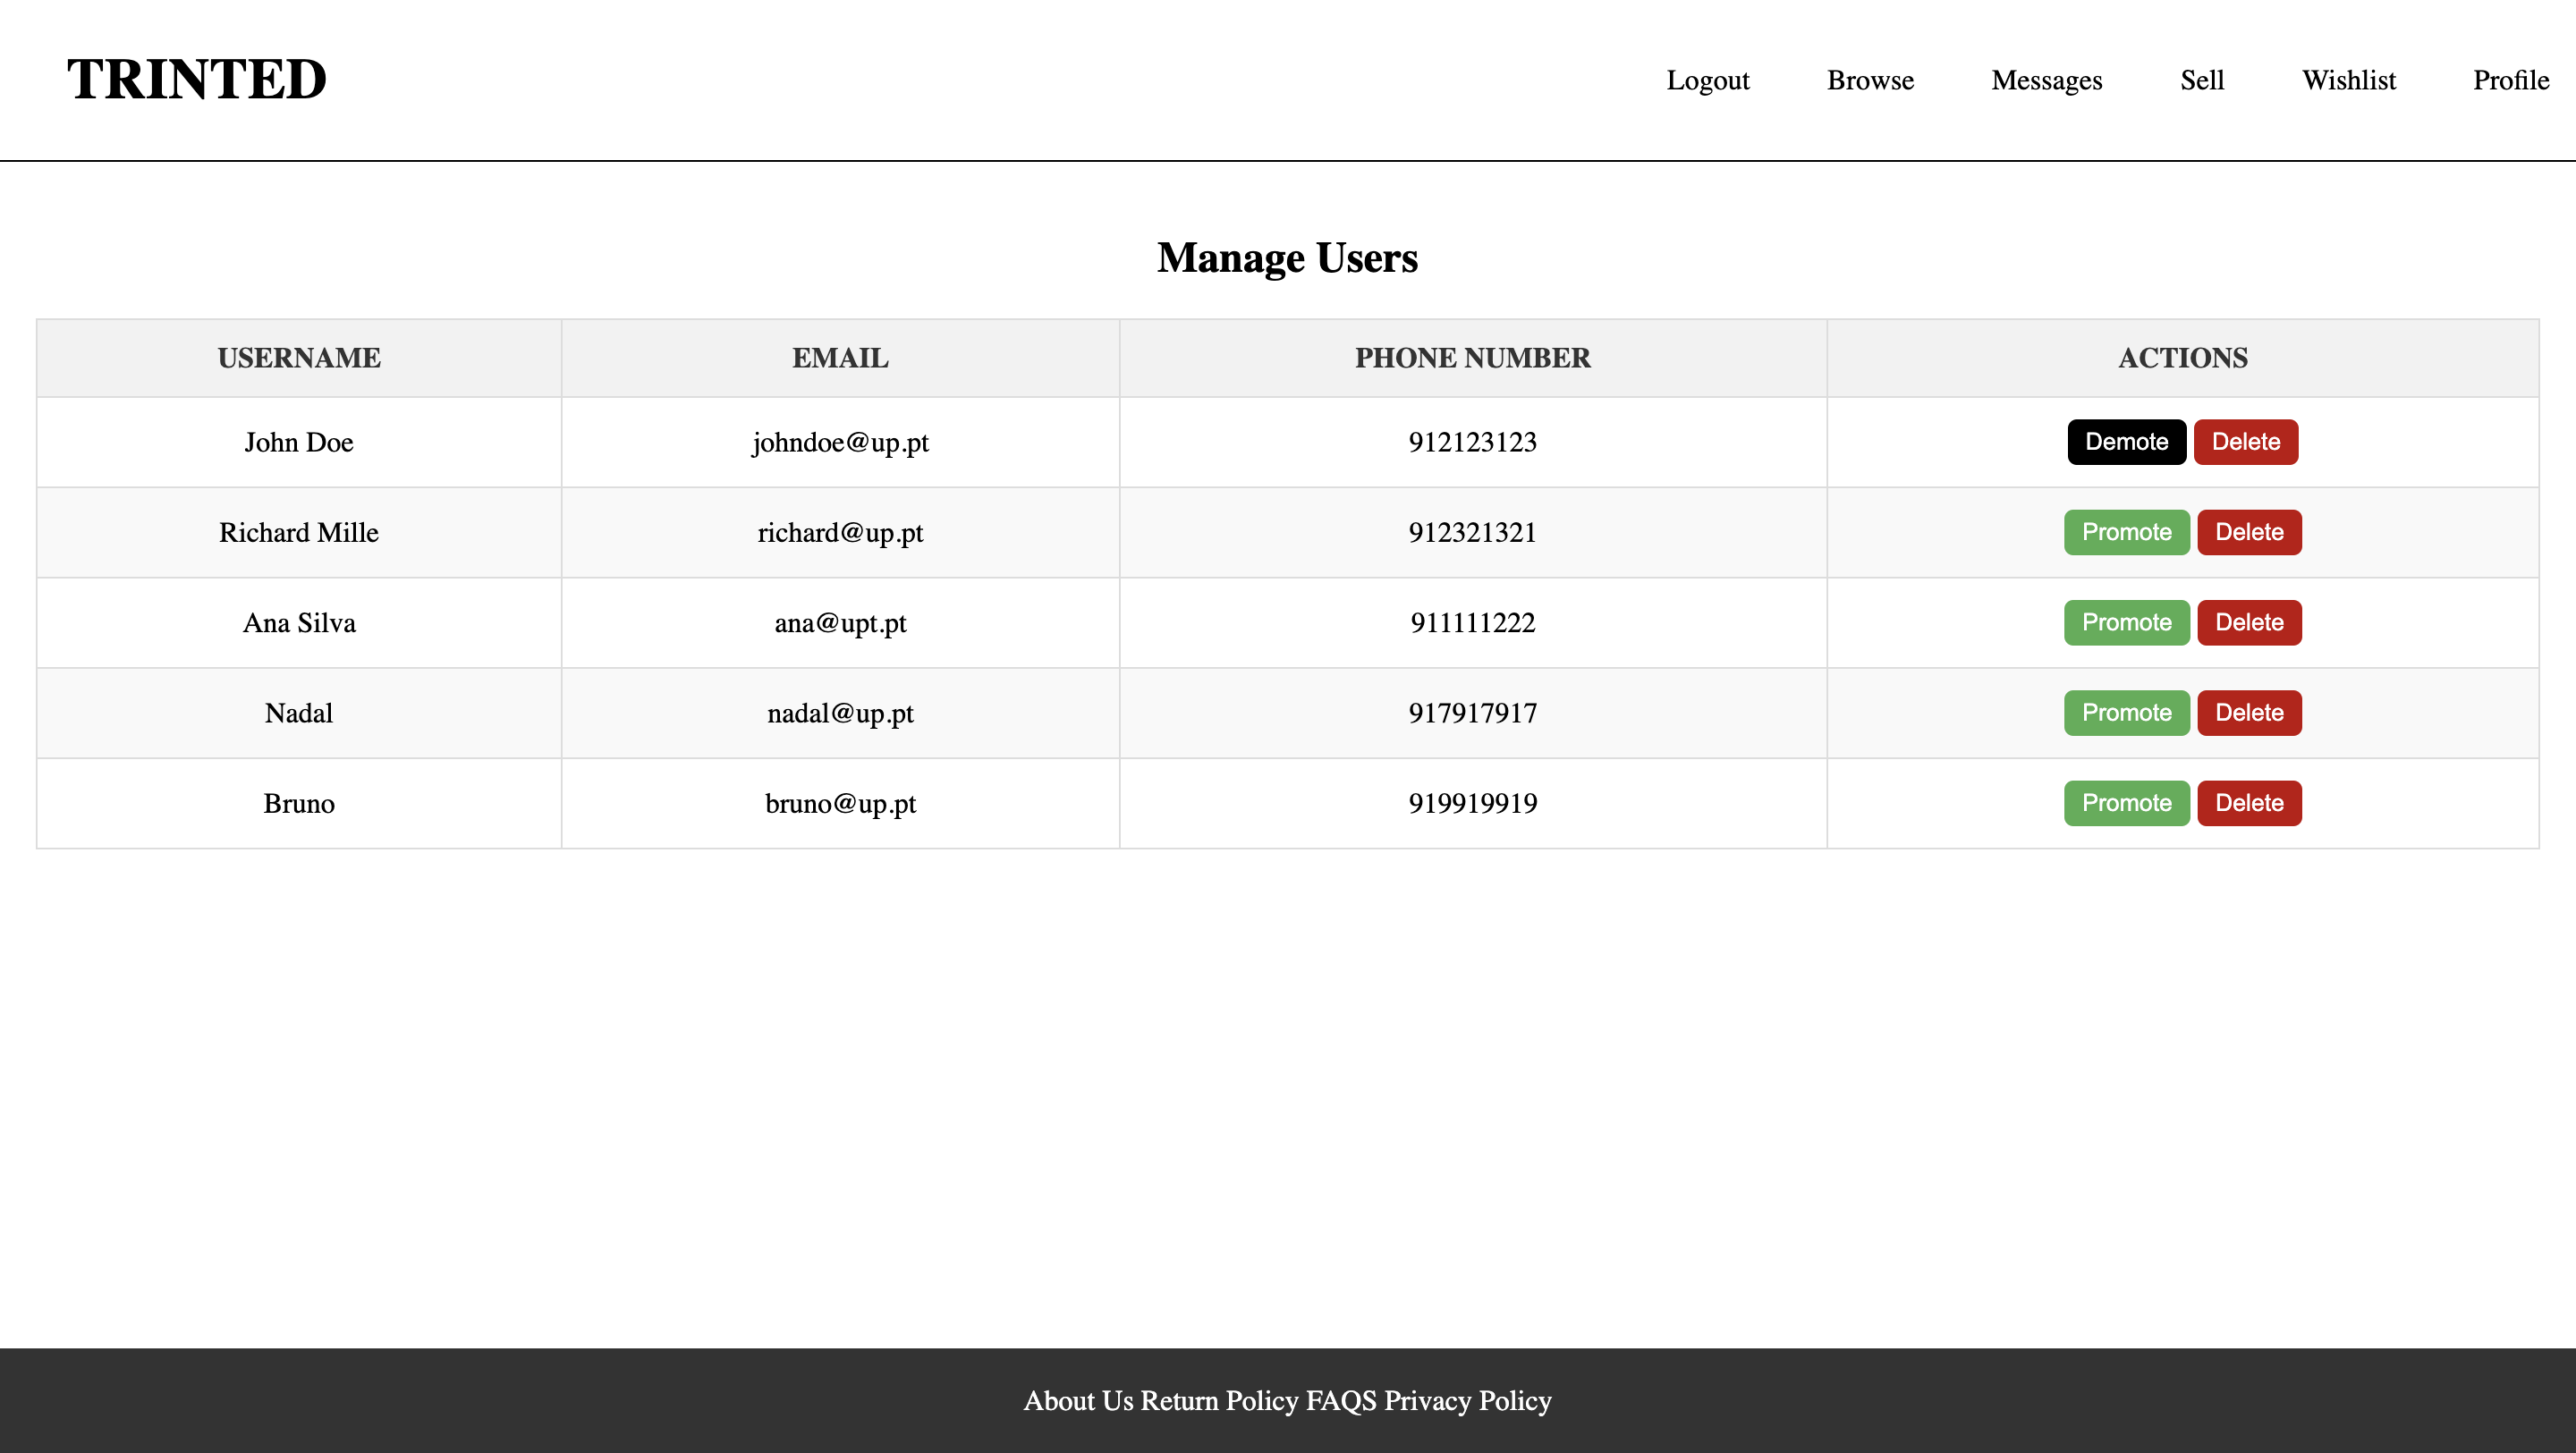 TRINTED Logout Browse Messages Sell Wishlist Profile
Manage Users
USERNAME EMAIL PHONE NUMBER ACTIONS
John Doe johndoe@up.pt 912123123 Demote Delete
Richard Mille richard@up.pt 912321321 Promote Delete
Ana Silva ana@upt.pt 911111222 Promote Delete
Nadal nadal@up.pt 917917917 Promote Delete
Bruno bruno@up.pt 919919919 Promote Delete
About Us Return Policy FAQS Privacy Policy